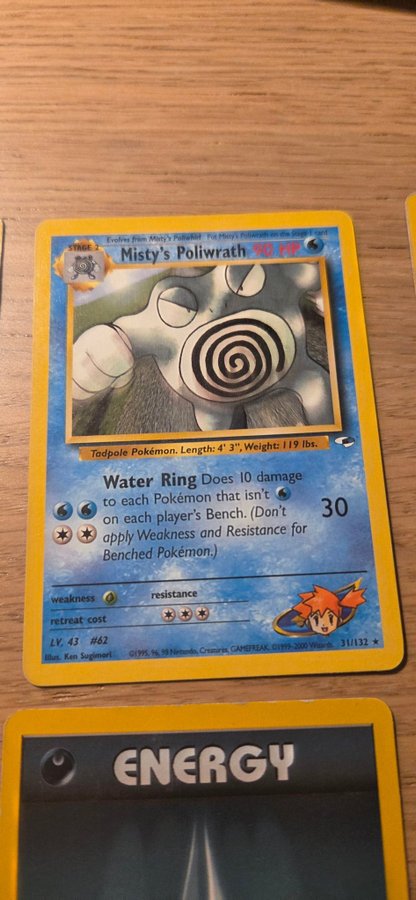 Evolves from Misty's Poliwhirl Put Misty's Poliwrath on the Stage 1 card
STAGE 2
Misty's Poliwrath 90 HP
Tadpole Pokémon. Length: 4' 3", Weight: 119 lbs.
Water Ring Does 10 damage
to each Pokémon that isn't
on each player's Bench. (Don't
apply Weakness and Resistance for
Benched Pokémon.)
30
weakness
resistance
retreat cost
LV. 43 #62
Illus. Ken Sugimori
©1995, 96, 98 Nintendo, Creatures, GAMEFREAK. ©1999-2000 Wizards.
31/132 ★
ENERGY